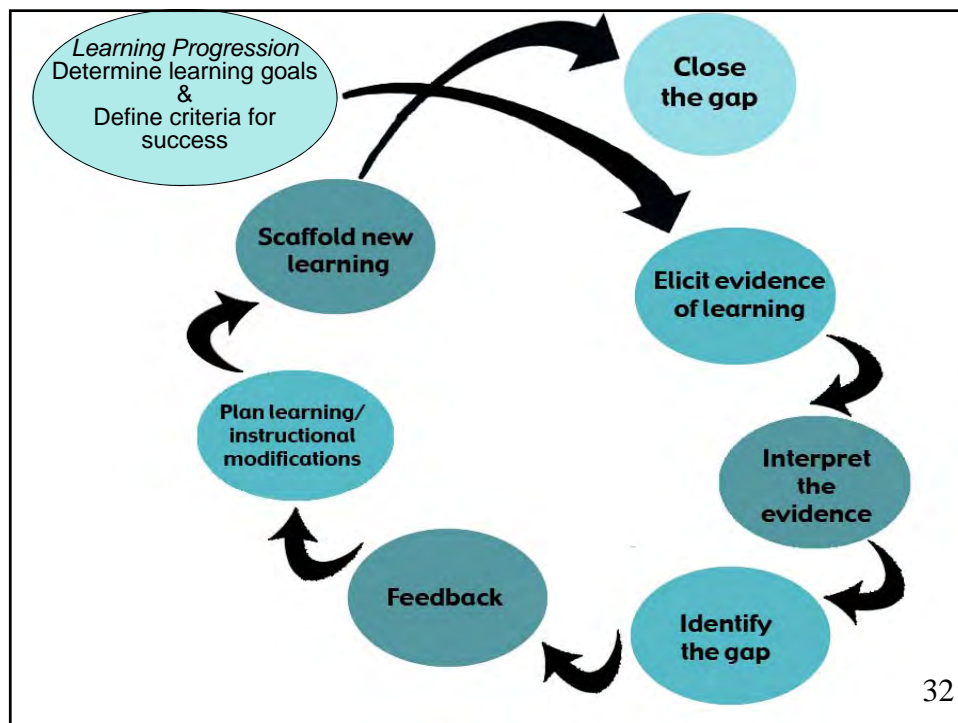 Learning Progression
Determine learning goals
&
Define criteria for
success
Close
the gap
Scaffold new
learning
Elicit evidence
of learning
Plan learning/
instructional
modifications
Interpret
the
evidence
Feedback
Identify
the gap
32